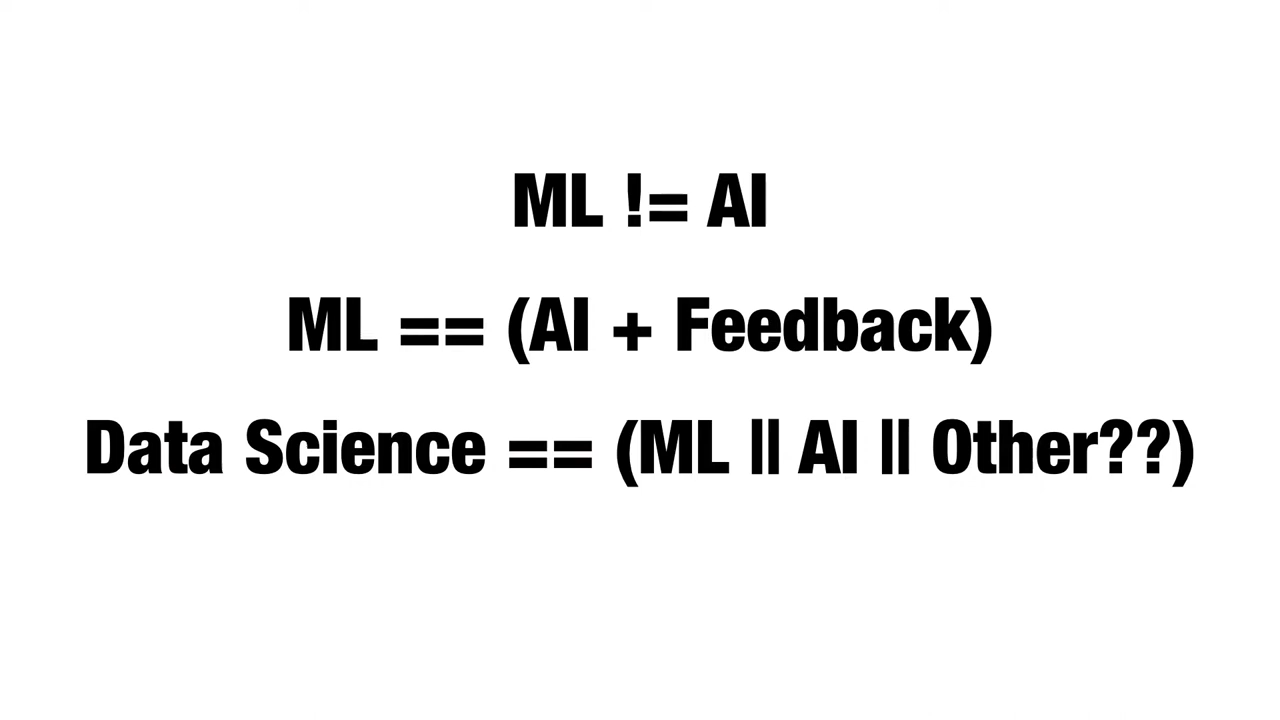 ML != AI
ML == (AI + Feedback)
Data Science == (ML || AI || Other??)